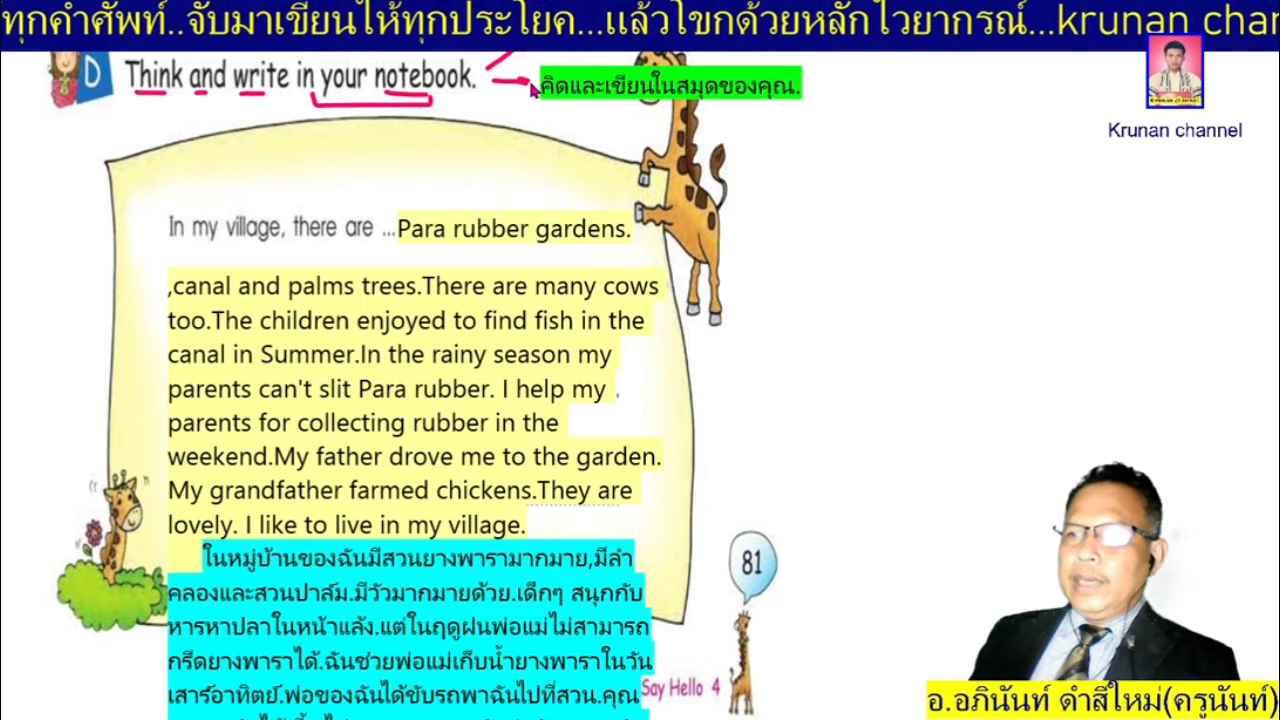 ทุกคำศัพท์..จับมาเขียนให้ทุกประโยค...แล้วโขกด้วยหลักไวยากรณ์...krunan chan
D Think and write in your notebook.
คิดและเขียนในสมุดของคุณ.
Krunan channel
In my village, there are ...Para rubber gardens.
,canal and palms trees.There are many cows
too.The children enjoyed to find fish in the
canal in Summer.In the rainy season my
parents can't slit Para rubber. I help my
parents for collecting rubber in the
weekend.My father drove me to the garden.
My grandfather farmed chickens.They are
lovely. I like to live in my village.
ในหมู่บ้านของฉันมีสวนยางพารามากมาย,มีลำ
คลองและสวนปาล์ม.มีวัวมากมายด้วย.เด็กๆ สนุกกับ
หารหาปลาในหน้าแล้ง.แต่ในฤดูฝนพ่อแม่ไม่สามารถ
กรีดยางพาราได้.ฉันช่วยพ่อแม่เก็บน้ำยางพาราในวัน
เสาร์อาทิตย์.พ่อของฉันได้ขับรถพาฉันไปที่สวน.คุณ
81
Say Hello 4
อ.อภินันท์ ดำสีใหม่(ครูนันท์)